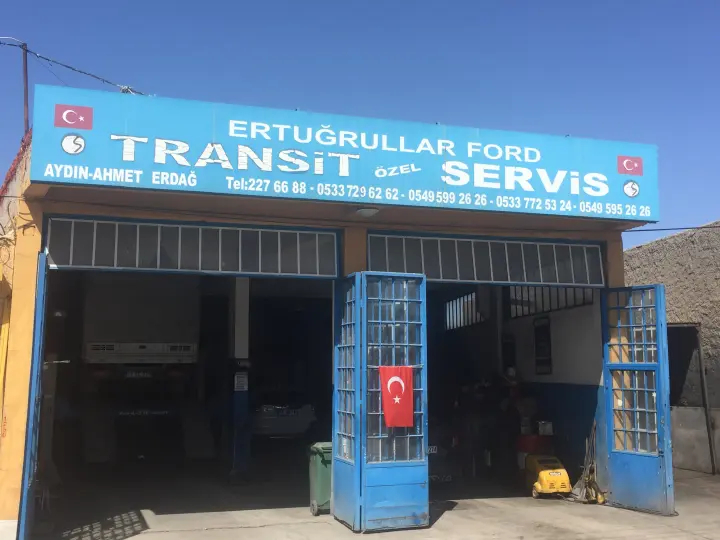 ERTUĞRULLAR FORD
TRANSiT ÖZEL SERVİS
AYDIN-AHMET ERDAĞ Tel:227 66 88 - 0533 729 62 62 - 0549 599 26 26 - 0533 772 53 24 - 0549 595 26 26